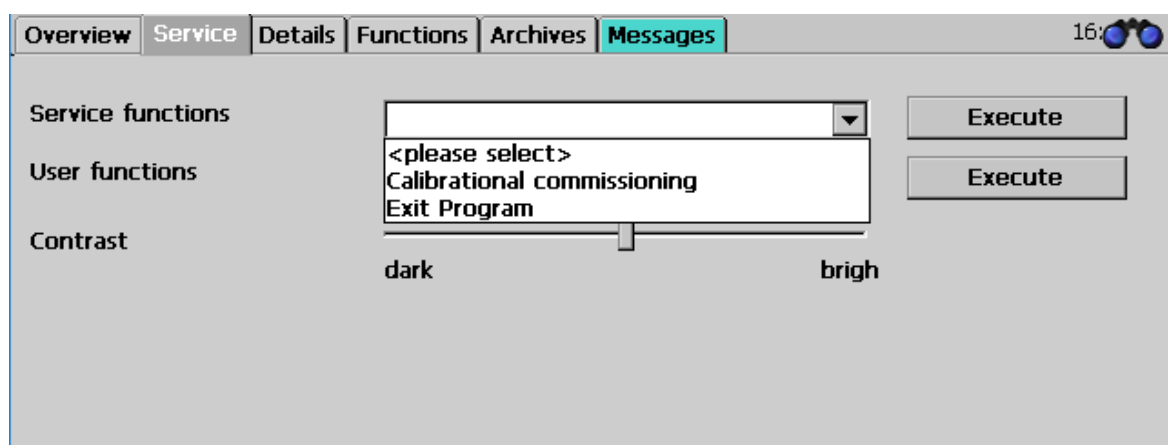 Overview Service Details Functions Archives Messages 16:
Service functions Execute
<please select>
User functions Execute
Calibrational commissioning
Exit Program
Contrast
dark brigh